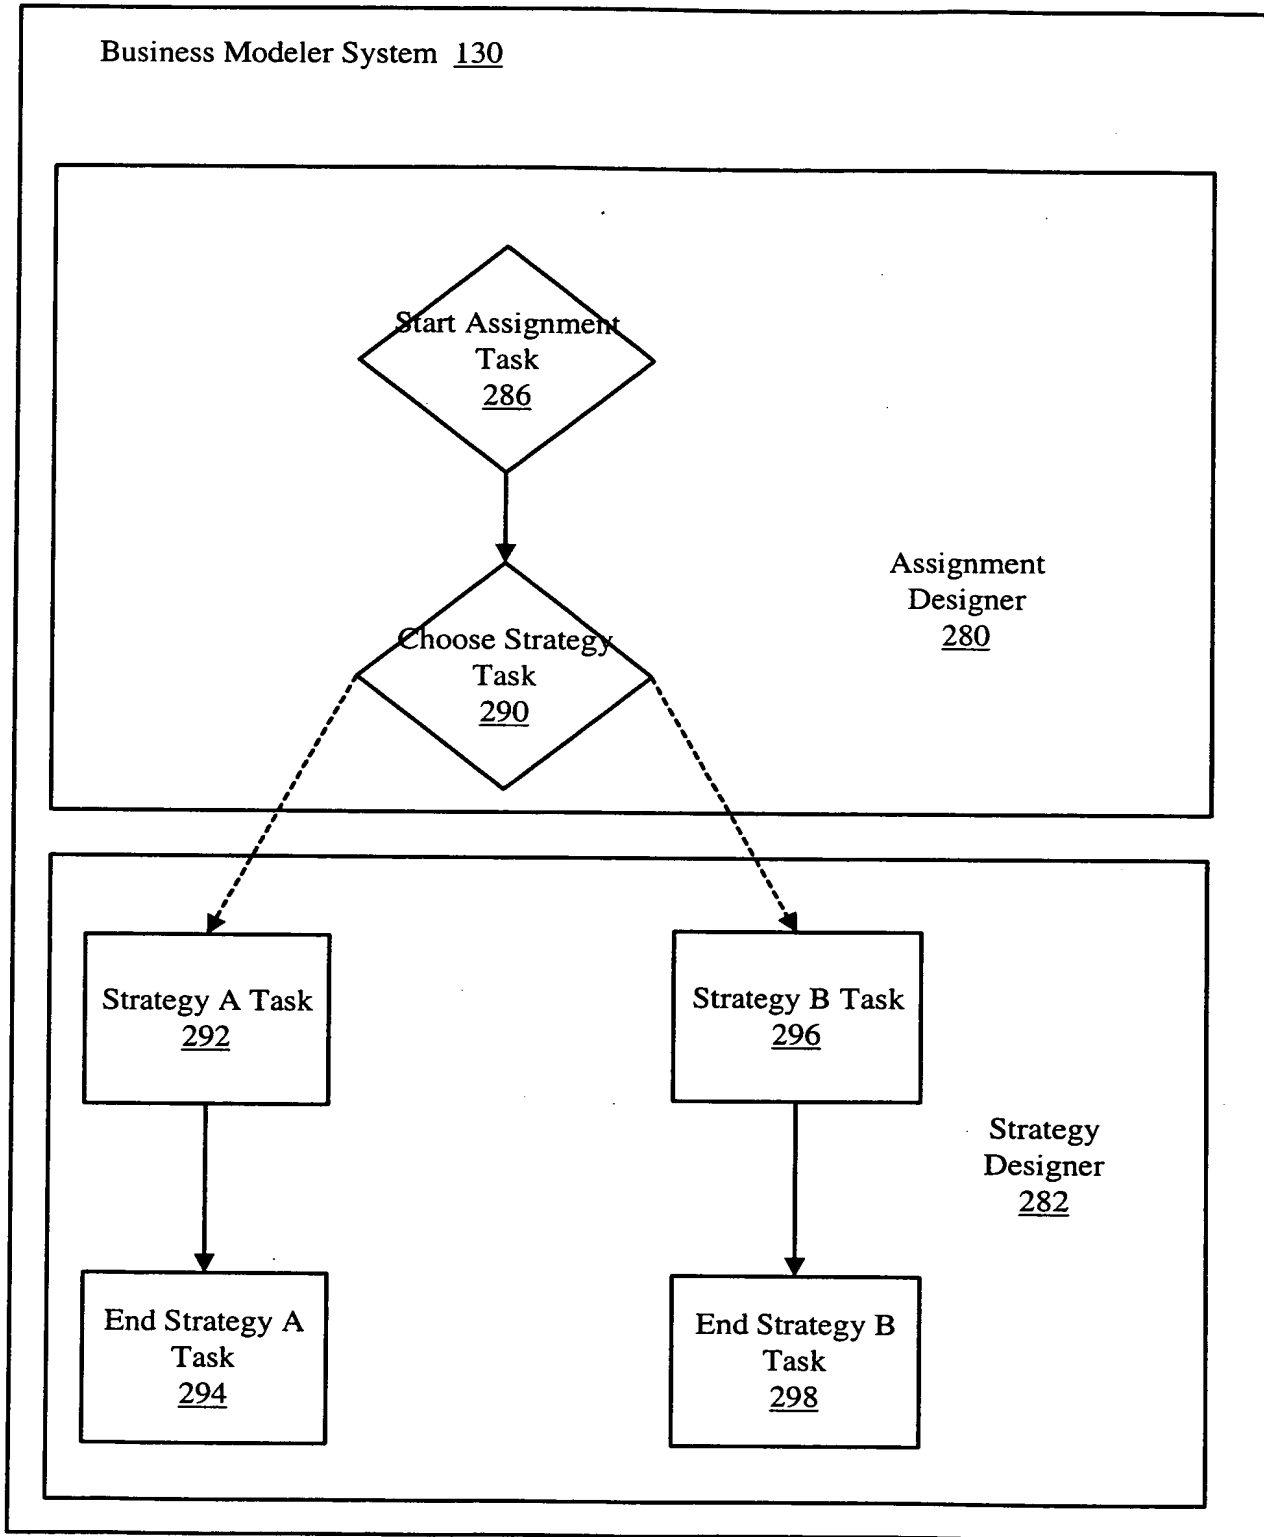 Business Modeler System 130
Start Assignment
Task
286
Assignment
Designer
280
Choose Strategy
Task
290
Strategy A Task
292
Strategy B Task
296
Strategy
Designer
282
End Strategy A
Task
294
End Strategy B
Task
298